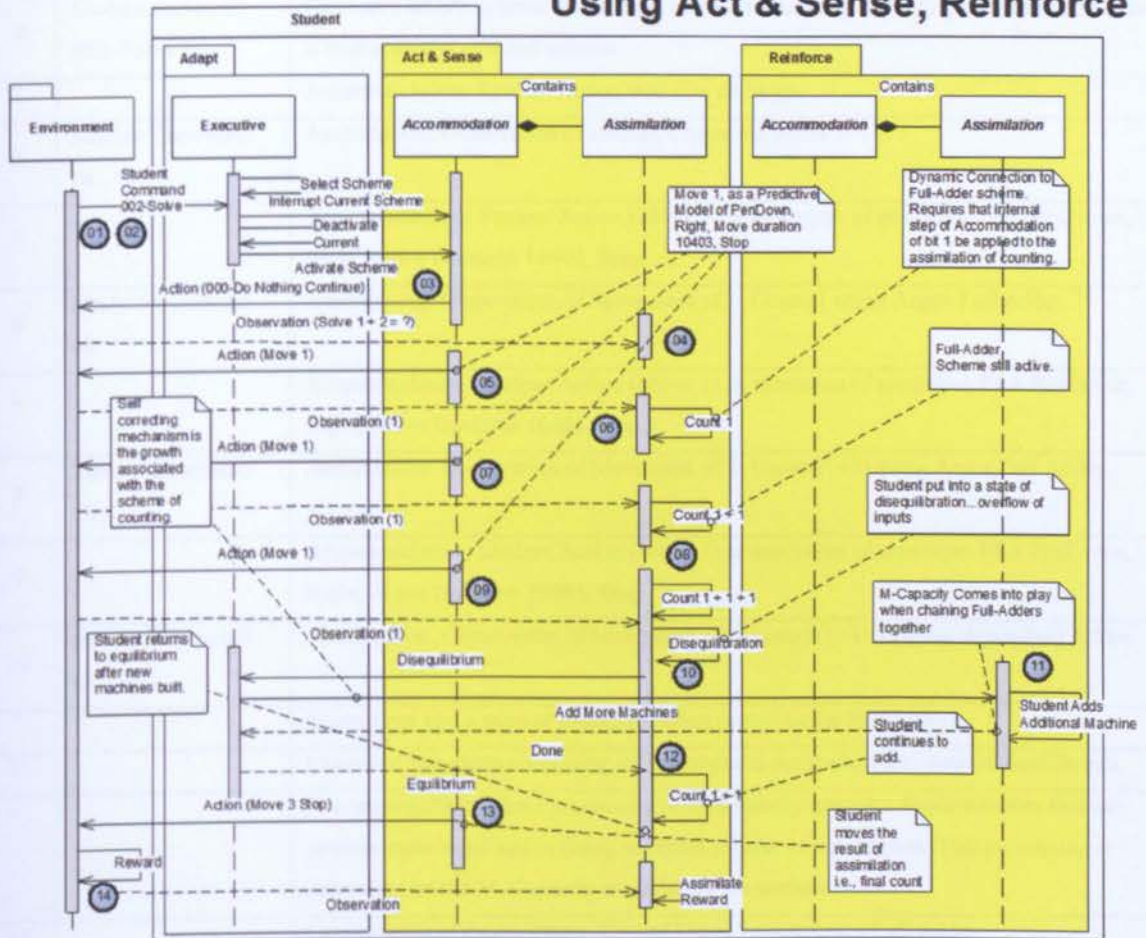 Using Act & Sense, Reinforce
Student
Adapt
Act & Sense
Reinforce
Contains
Contains
Environment
Executive
Accommodation
Assimilation
Accommodation
Assimilation
Student
Command
002-Solve
01
02
Select Scheme
Interrupt Current Scheme
Deactivate
Current
Activate Scheme
Move 1, as a Predictive
Model of PenDown,
Right, Move duration
10403, Stop
Dynamic Connection to
Full-Adder scheme.
Requires that internal
step of Accommodation
of bit 1 be applied to the
assimilation of counting.
03
Action (000-Do Nothing Continue)
Observation (Solve 1 + 2 = ?)
04
Full-Adder
Scheme still active.
Action (Move 1)
05
Self
correcting
mechanism is
the growth
associated
with the
scheme of
counting.
Observation (1)
06
Count 1
Action (Move 1)
07
Student put into a state of
disequilibration...overflow of
inputs
Observation (1)
Count 1 + 1
08
Action (Move 1)
09
Count 1 + 1 + 1
M-Capacity Comes into play
when chaining Full-Adders
together
Observation (1)
Disequilibration
Student returns
to equilibrium
after new
machines built.
Disequilibrium
10
11
Add More Machines
Student Adds
Additional Machine
Student
continues to
add.
Done
12
Equilibrium
Count 1 + 1
Action (Move 3 Stop)
13
Student
moves the
result of
assimilation
i.e., final count
Reward
14
Observation
Assimilate
Reward